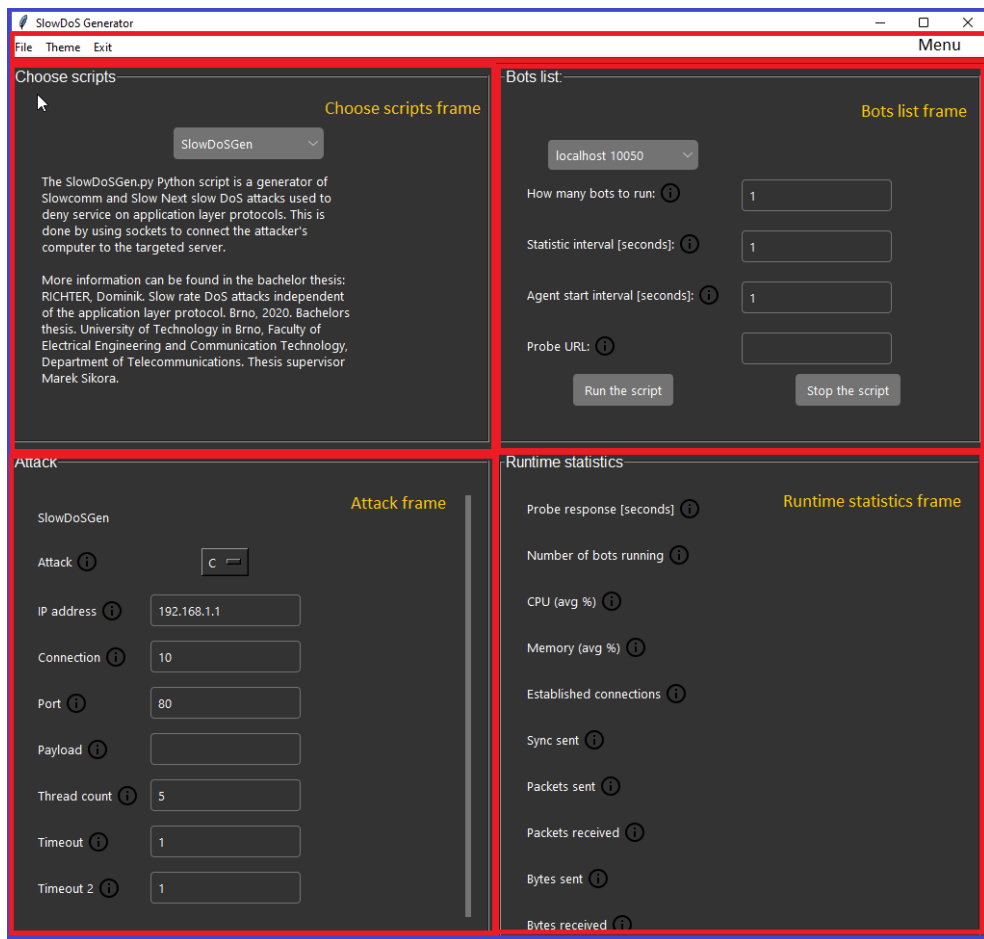 SlowDoS Generator
File Theme Exit Menu
Choose scripts
Choose scripts frame
SlowDoSGen
The SlowDoSGen.py Python script is a generator of
Slowcomm and Slow Next slow DoS attacks used to
deny service on application layer protocols. This is
done by using sockets to connect the attacker's
computer to the targeted server.
More information can be found in the bachelor thesis:
RICHTER, Dominik. Slow rate DoS attacks independent
of the application layer protocol. Brno, 2020. Bachelors
thesis. University of Technology in Brno, Faculty of
Electrical Engineering and Communication Technology,
Department of Telecommunications. Thesis supervisor
Marek Sikora.
Bots list:
Bots list frame
localhost 10050
How many bots to run: 1
Statistic interval [seconds]: 1
Agent start interval [seconds]: 1
Probe URL:
Run the script Stop the script
Attack
Attack frame
SlowDoSGen
Attack C
IP address 192.168.1.1
Connection 10
Port 80
Payload
Thread count 5
Timeout 1
Timeout 2 1
Runtime statistics
Runtime statistics frame
Probe response [seconds]
Number of bots running
CPU (avg %)
Memory (avg %)
Established connections
Sync sent
Packets sent
Packets received
Bytes sent
Bytes received